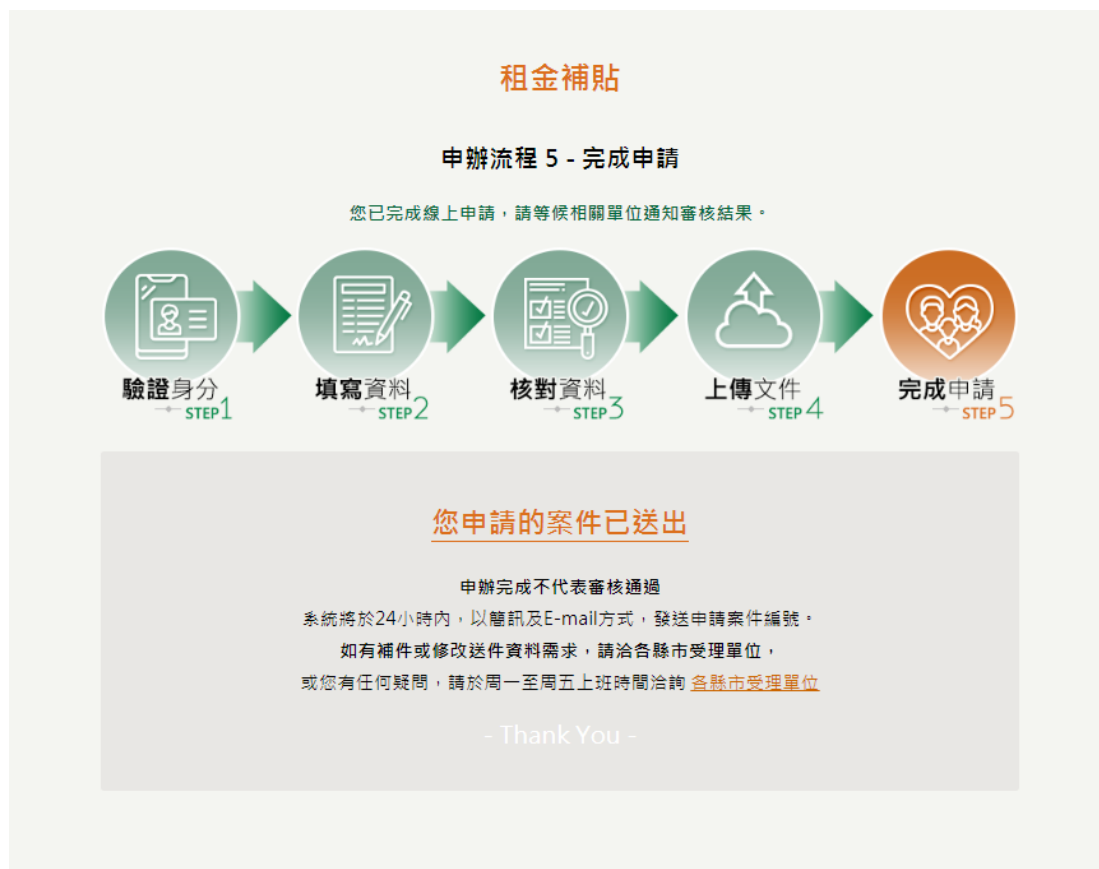 租金補貼
申辦流程 5 - 完成申請
您已完成線上申請，請等候相關單位通知審核結果。
驗證身分
STEP1
填寫資料
STEP2
核對資料
STEP3
上傳文件
STEP4
完成申請
STEP5
您申請的案件已送出
申辦完成不代表審核通過
系統將於24小時內，以簡訊及E-mail方式，發送申請案件編號。
如有補件或修改送件資料需求，請洽各縣市受理單位，
或您有任何疑問，請於周一至周五上班時間洽詢 各縣市受理單位
- Thank You -